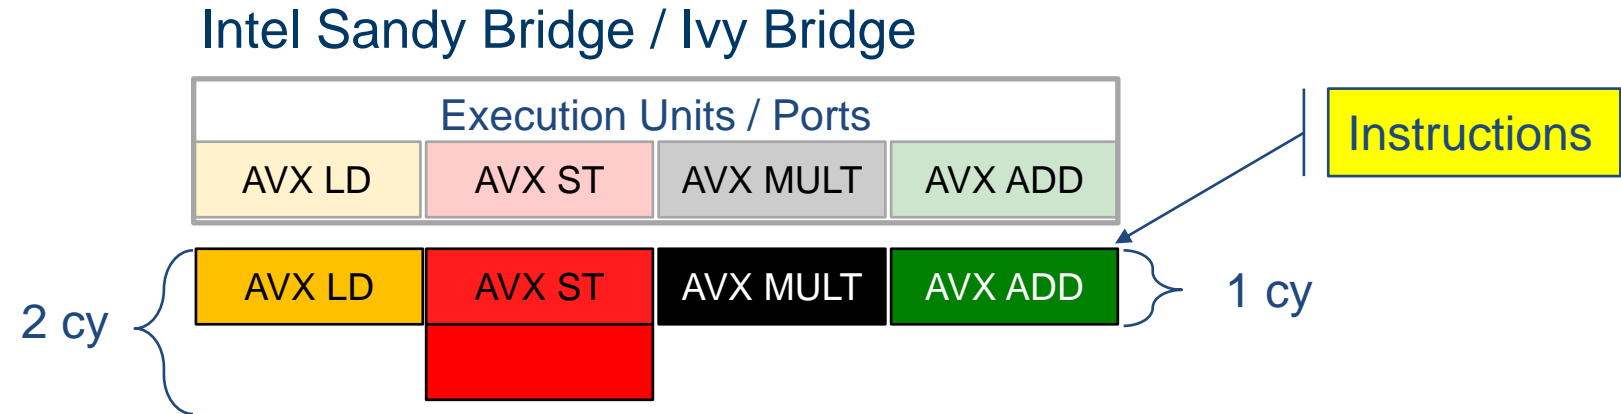 Intel Sandy Bridge / Ivy Bridge
Execution Units / Ports
Instructions
AVX LD AVX ST AVX MULT AVX ADD
AVX LD AVX ST AVX MULT AVX ADD
2 cy
1 cy